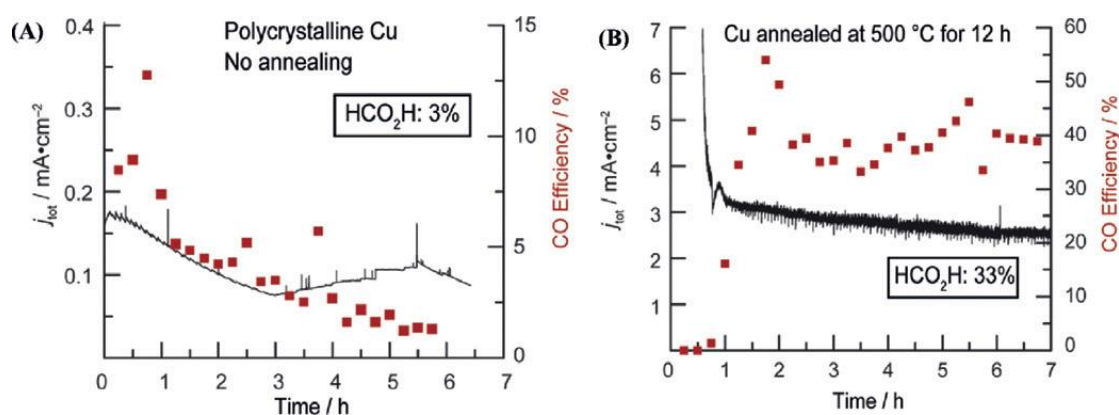 (A)
Polycrystalline Cu
No annealing
HCO₂H: 3%
0.4
0.3
0.2
0.1
jtot / mA•cm⁻²
15
10
5
0
CO Efficiency / %
0 1 2 3 4 5 6 7
Time / h
(B)
Cu annealed at 500 °C for 12 h
HCO₂H: 33%
7
6
5
4
3
2
1
jtot / mA•cm⁻²
60
50
40
30
20
10
0
CO Efficiency / %
0 1 2 3 4 5 6 7
Time / h